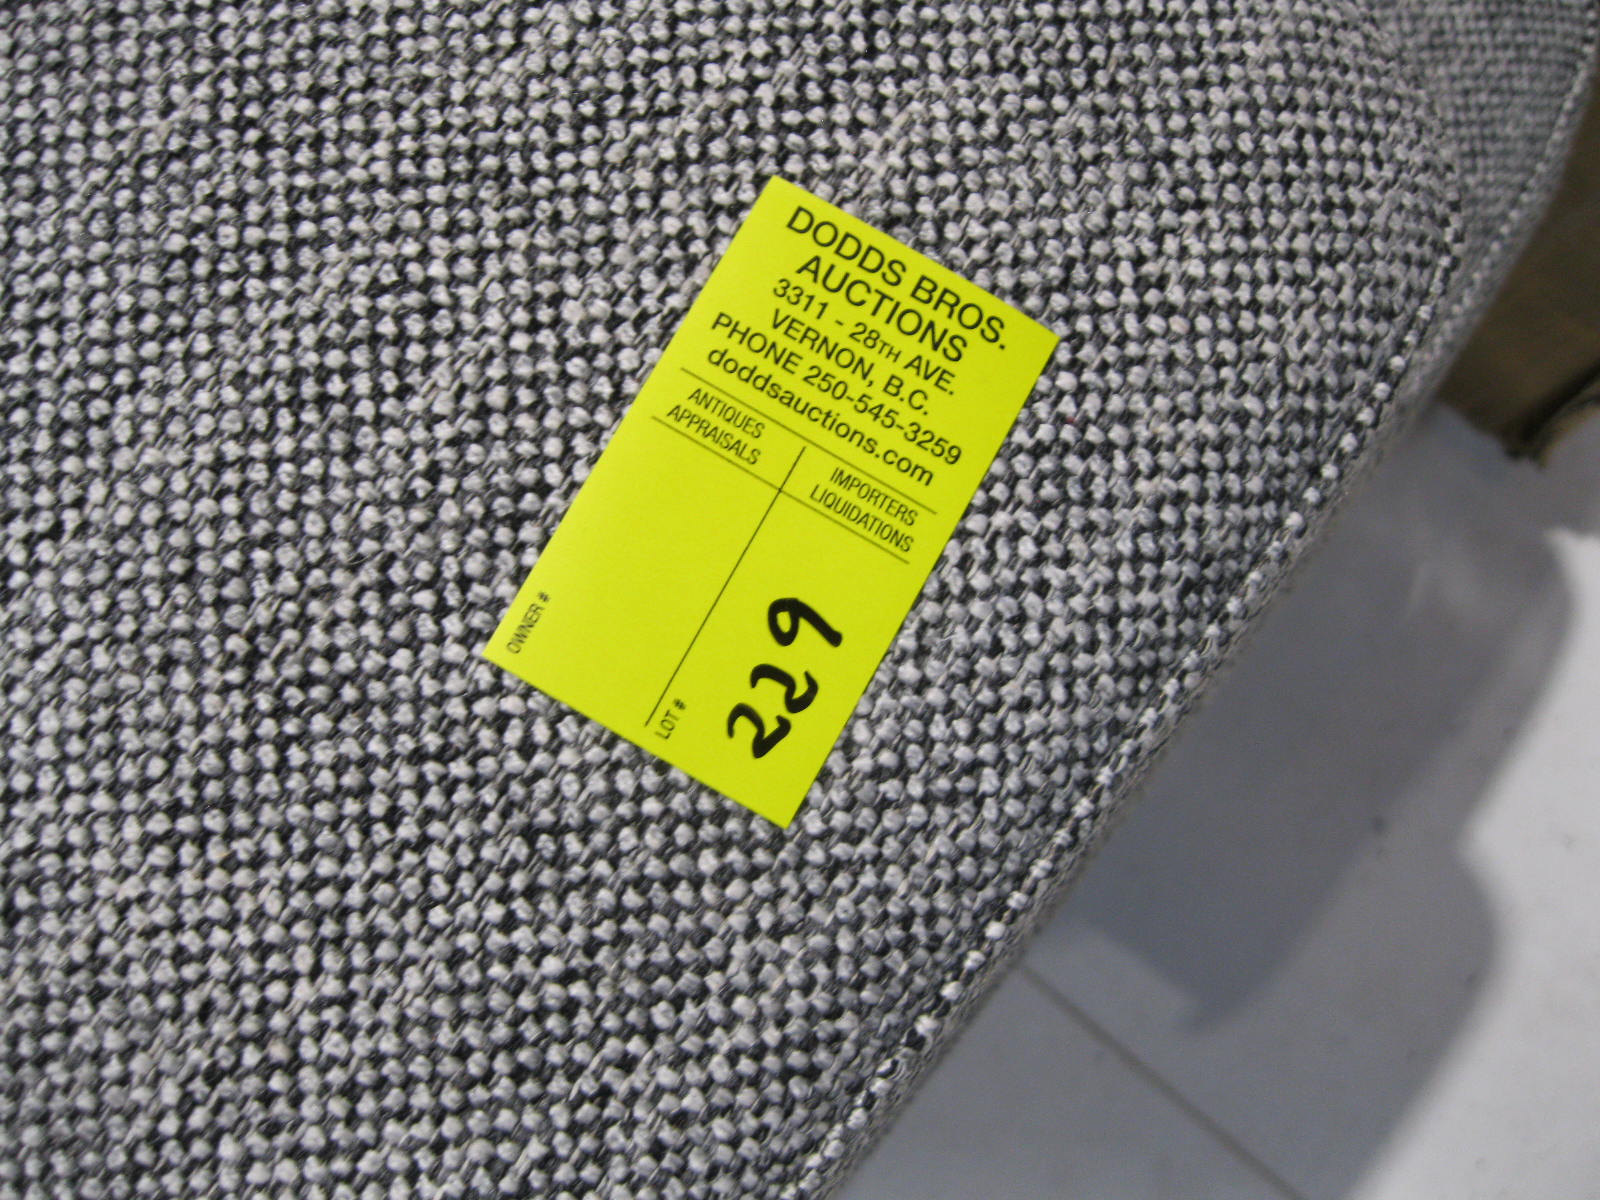 DODDS BROS.
AUCTIONS
3311 - 28TH AVE.
VERNON, B.C.
PHONE 250-545-3259
doddsauctions.com
ANTIQUES
APPRAISALS
IMPORTERS
LIQUIDATIONS
OWNER #
LOT #
229